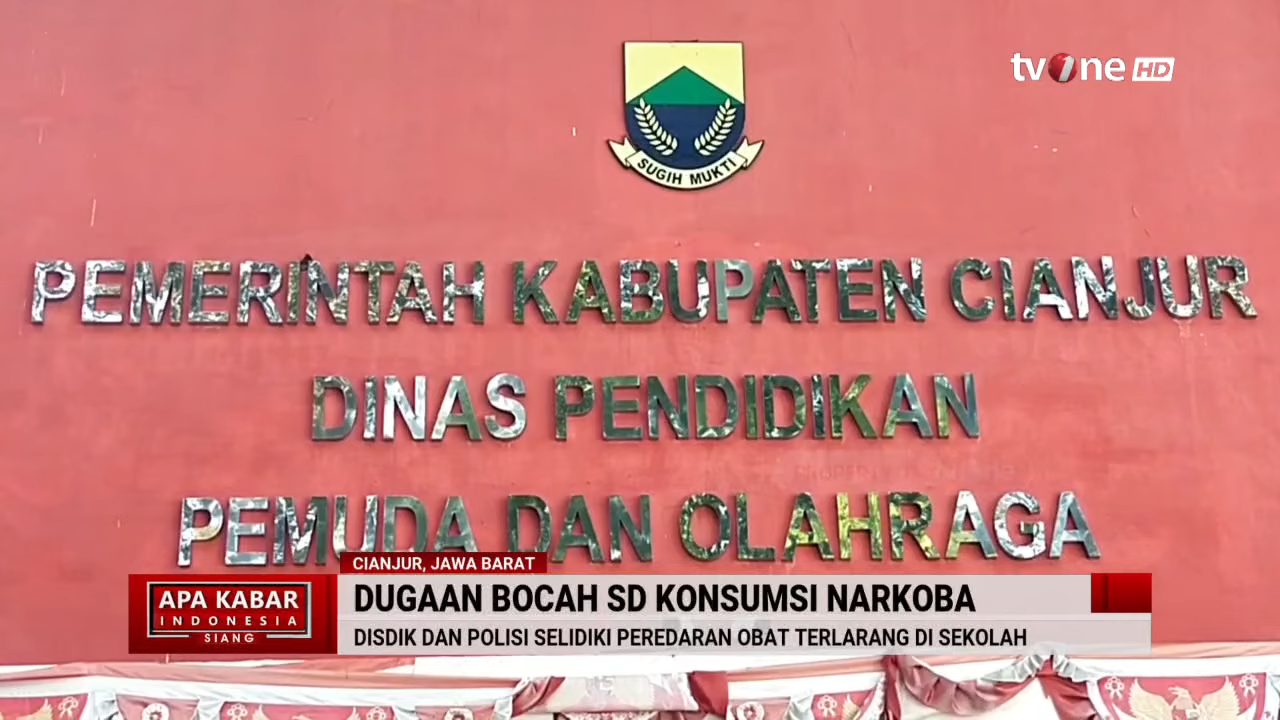 tvOne HD
SUGIH MUKTI
PEMERINTAH KABUPATEN CIANJUR
DINAS PENDIDIKAN
PEMUDA DAN OLAHRAGA
CIANJUR, JAWA BARAT
APA KABAR
INDONESIA
SIANG
DUGAAN BOCAH SD KONSUMSI NARKOBA
DISDIK DAN POLISI SELIDIKI PEREDARAN OBAT TERLARANG DI SEKOLAH